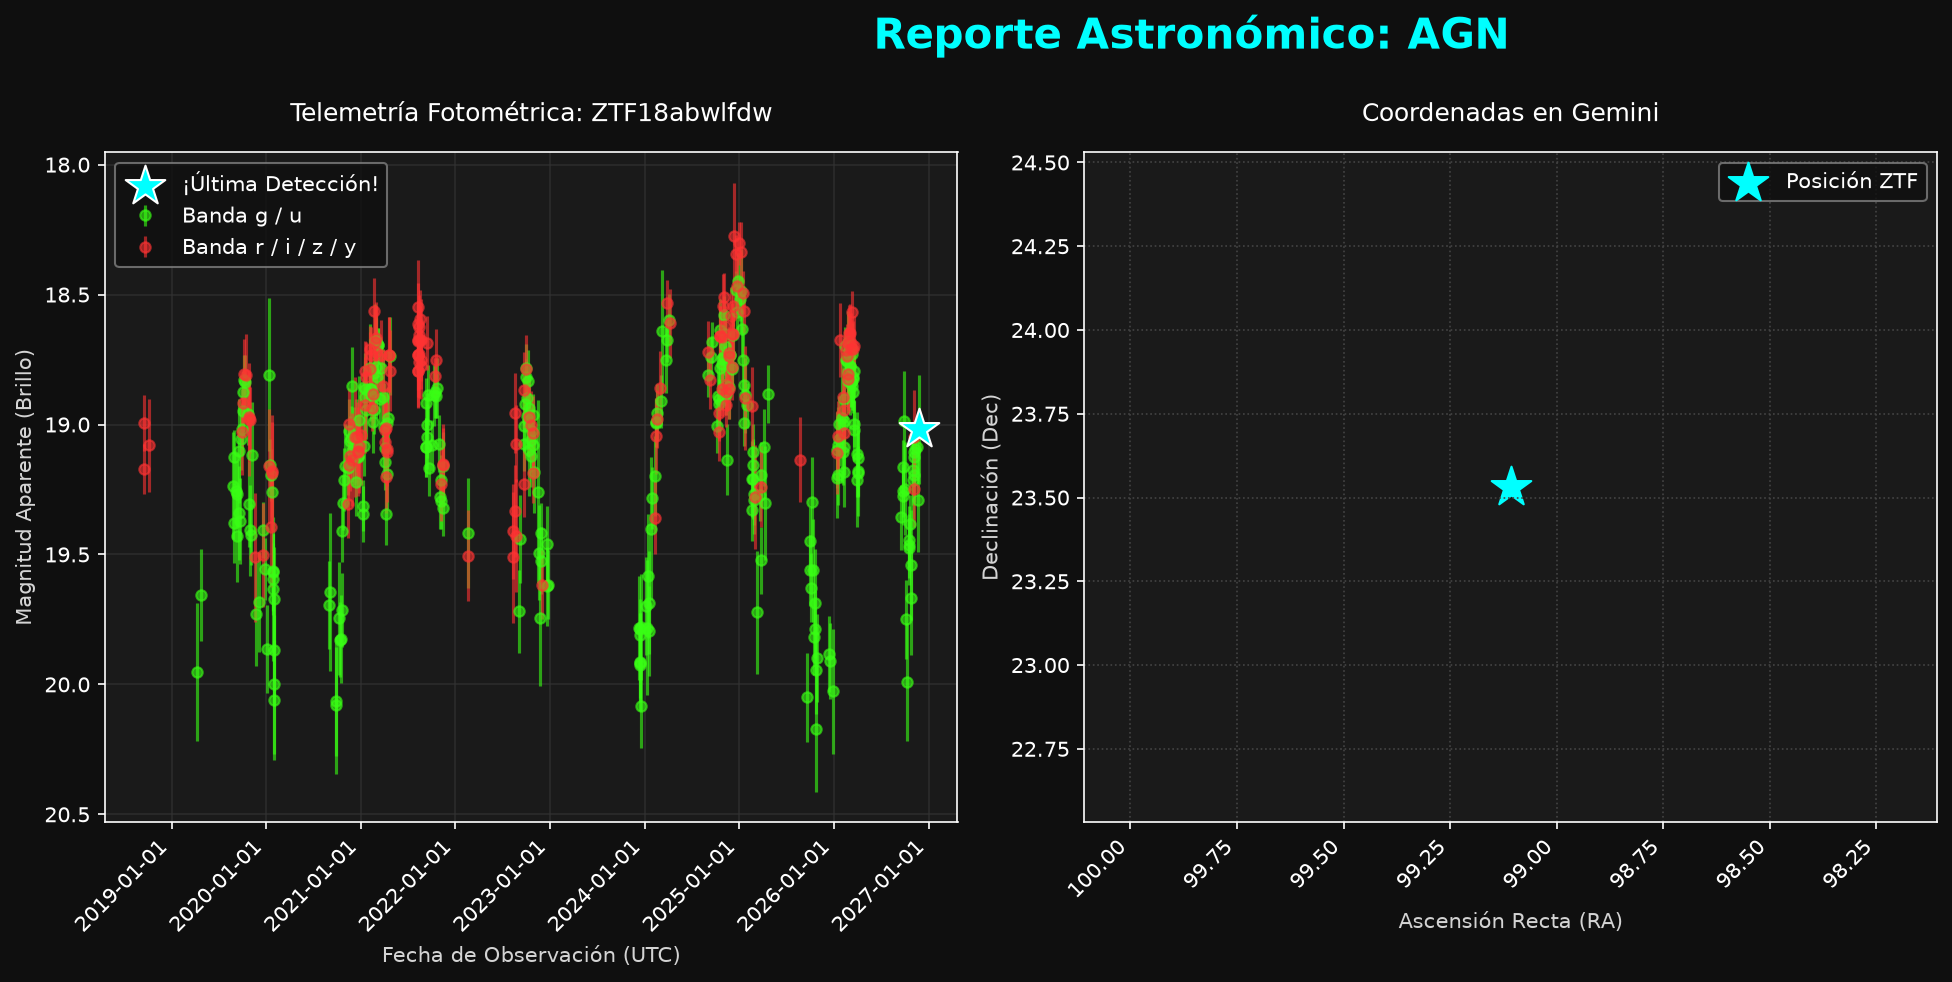 Reporte Astronómico: AGN
Telemetría Fotométrica: ZTF18abwlfdw
¡Última Detección!
Banda g / u
Banda r / i / z / y
Magnitud Aparente (Brillo)
18.0
18.5
19.0
19.5
20.0
20.5
2019-01-01
2020-01-01
2021-01-01
2022-01-01
2023-01-01
2024-01-01
2025-01-01
2026-01-01
2027-01-01
Fecha de Observación (UTC)
Coordenadas en Gemini
Posición ZTF
Declinación (Dec)
24.50
24.25
24.00
23.75
23.50
23.25
23.00
22.75
100.00
99.75
99.50
99.25
99.00
98.75
98.50
98.25
Ascensión Recta (RA)